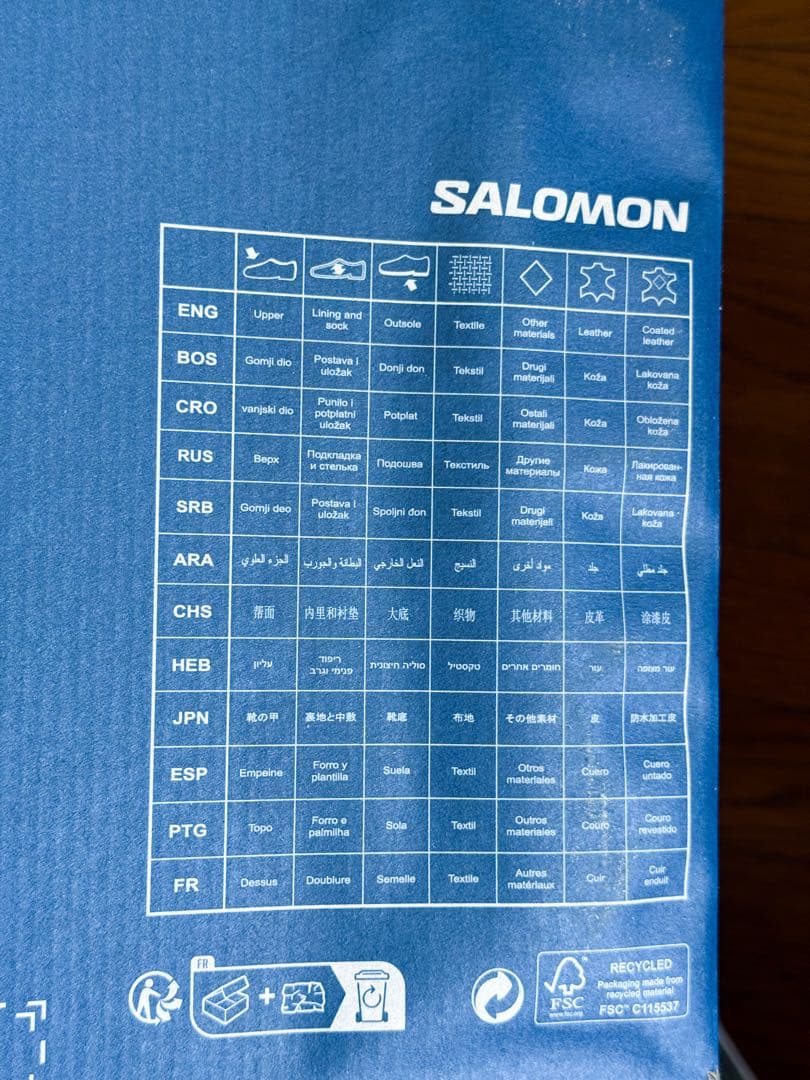 SALOMON
ENG Upper Lining and sock Outsole Textile Other materials Leather Coated leather
BOS Gornji dio Postava i uložak Donji đon Tekstil Drugi materijali Koža Lakovana koža
CRO vanjski dio Punilo i potplatni uložak Potplat Tekstil Ostali materijali Koža Obložena koža
RUS Верх Подкладка и стелька Подошва Текстиль Другие материалы Кожа Лакирован-ная кожа
SRB Gornji deo Postava i uložak Spoljni đon Tekstil Drugi materijali Koža Lakovana koža
ARA الجزء العلوي البطانة والجورب النعل الخارجي النسيج مواد أخرى جلد جلد مطلي
CHS 帮面 内里和衬垫 大底 织物 其他材料 皮革 涂漆皮
HEB עליון ריפוד פנימי וגרב סוליה חיצונית טקסטיל חומרים אחרים עור עור מצופה
JPN 靴の甲 裏地と中敷 靴底 布地 その他素材 皮 防水加工皮
ESP Empeine Forro y plantilla Suela Textil Otros materiales Cuero Cuero untado
PTG Topo Forro e palmilha Sola Textil Outros materiales Couro Couro revestido
FR Dessus Doublure Semelle Textile Autres matériaux Cuir Cuir enduit
FR
FSC
www.fsc.org
RECYCLED
Packaging made from
recycled material
FSC™ C115537